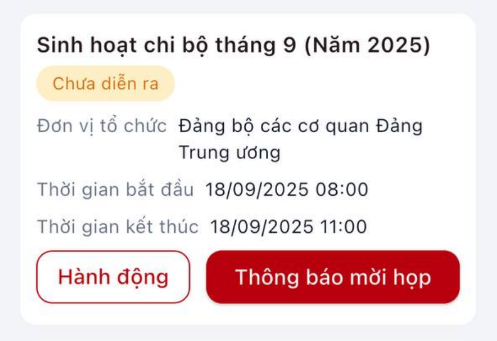 Sinh hoạt chi bộ tháng 9 (Năm 2025)
Chưa diễn ra
Đơn vị tổ chức Đảng bộ các cơ quan Đảng
Trung ương
Thời gian bắt đầu 18/09/2025 08:00
Thời gian kết thúc 18/09/2025 11:00
Hành động Thông báo mời họp